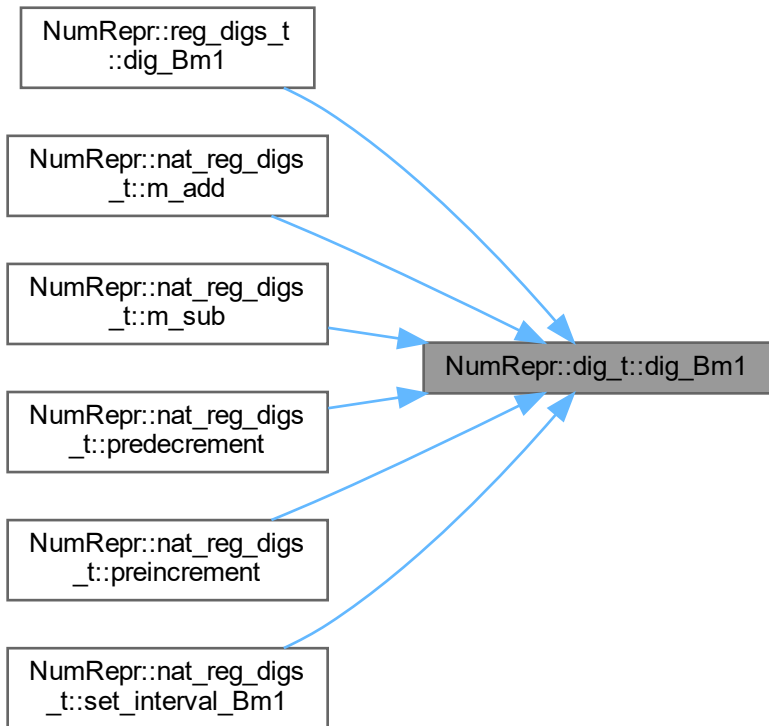 NumRepr::reg_digs_t
::dig_Bm1
NumRepr::nat_reg_digs
_t::m_add
NumRepr::nat_reg_digs
_t::m_sub
NumRepr::dig_t::dig_Bm1
NumRepr::nat_reg_digs
_t::predecrement
NumRepr::nat_reg_digs
_t::preincrement
NumRepr::nat_reg_digs
_t::set_interval_Bm1